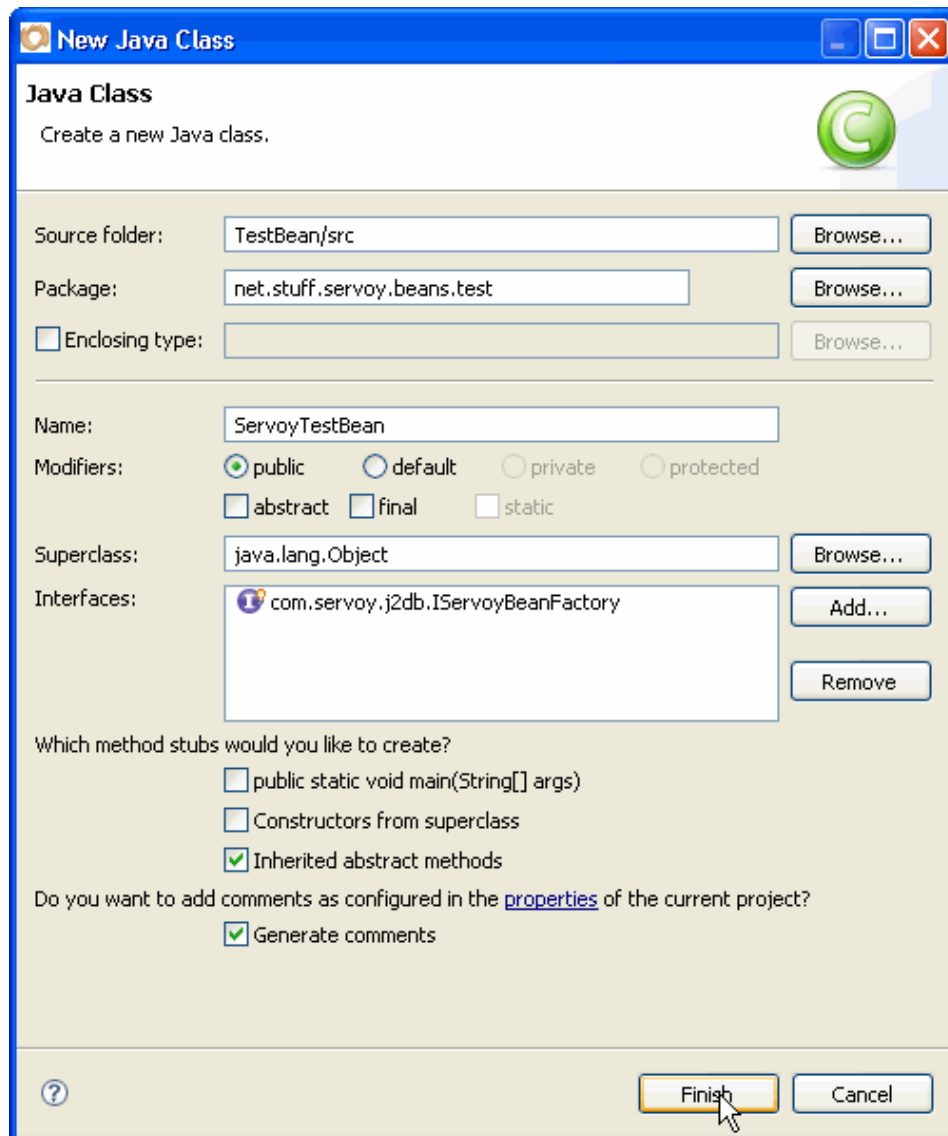 New Java Class
Java Class
Create a new Java class.
C
Source folder: TestBean/src Browse...
Package: net.stuff.servoy.beans.test Browse...
Enclosing type: Browse...
Name: ServoyTestBean
Modifiers: public default private protected
abstract final static
Superclass: java.lang.Object Browse...
Interfaces: I com.servoy.j2db.IServoyBeanFactory Add...
Remove
Which method stubs would you like to create?
public static void main(String[] args)
Constructors from superclass
Inherited abstract methods
Do you want to add comments as configured in the properties of the current project?
Generate comments
? Finish Cancel